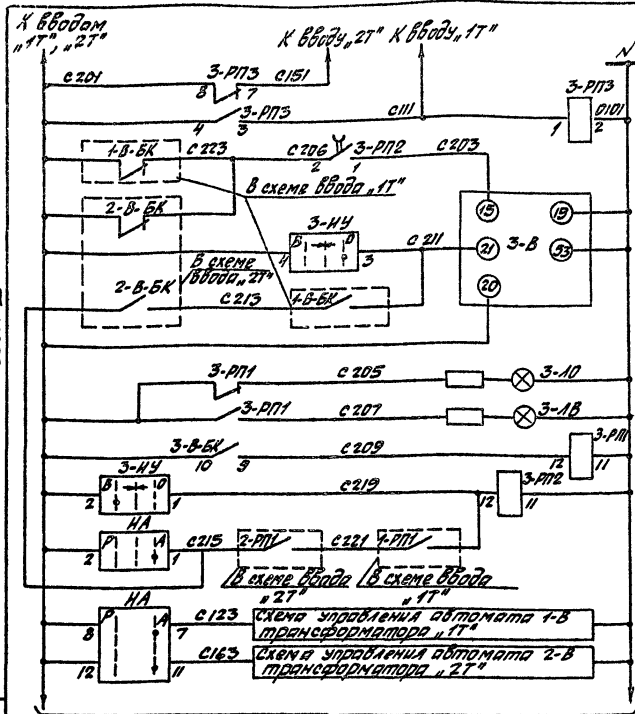 К вводам
„1Т“, „2Т“
К вводу „2Т“ К вводу „1Т“
N
С201 3-РП3 С151
8 7
3-РП3 С111 3-РП3 0101
4 3 1 2
1-В-БК С223 С206 3-РП2 С203
2 1
В схеме ввода „1Т“
15 19
2-В-БК 3-ИУ
Б О С211 21 3-В 53
4 3
В схеме
ввода „2Т“
20
2-В-БК С213 1-В-БК
3-РП1 С205 3-ЛО
3-РП1 С207 3-ЛВ
3-В-БК С209 3-РП1
10 9 12 11
3-ИУ
В О С219 3-РП2
2 1 12 11
НА
Р А С215 2-РП1 С221 1-РП1
2 1
В схеме ввода В схеме ввода
„2Т“ „1Т“
НА
Р А С123 Схема управления автомата 1-В
8 7 трансформатора „1Т“
С163 Схема управления автомата 2-В
12 11 трансформатора „2Т“